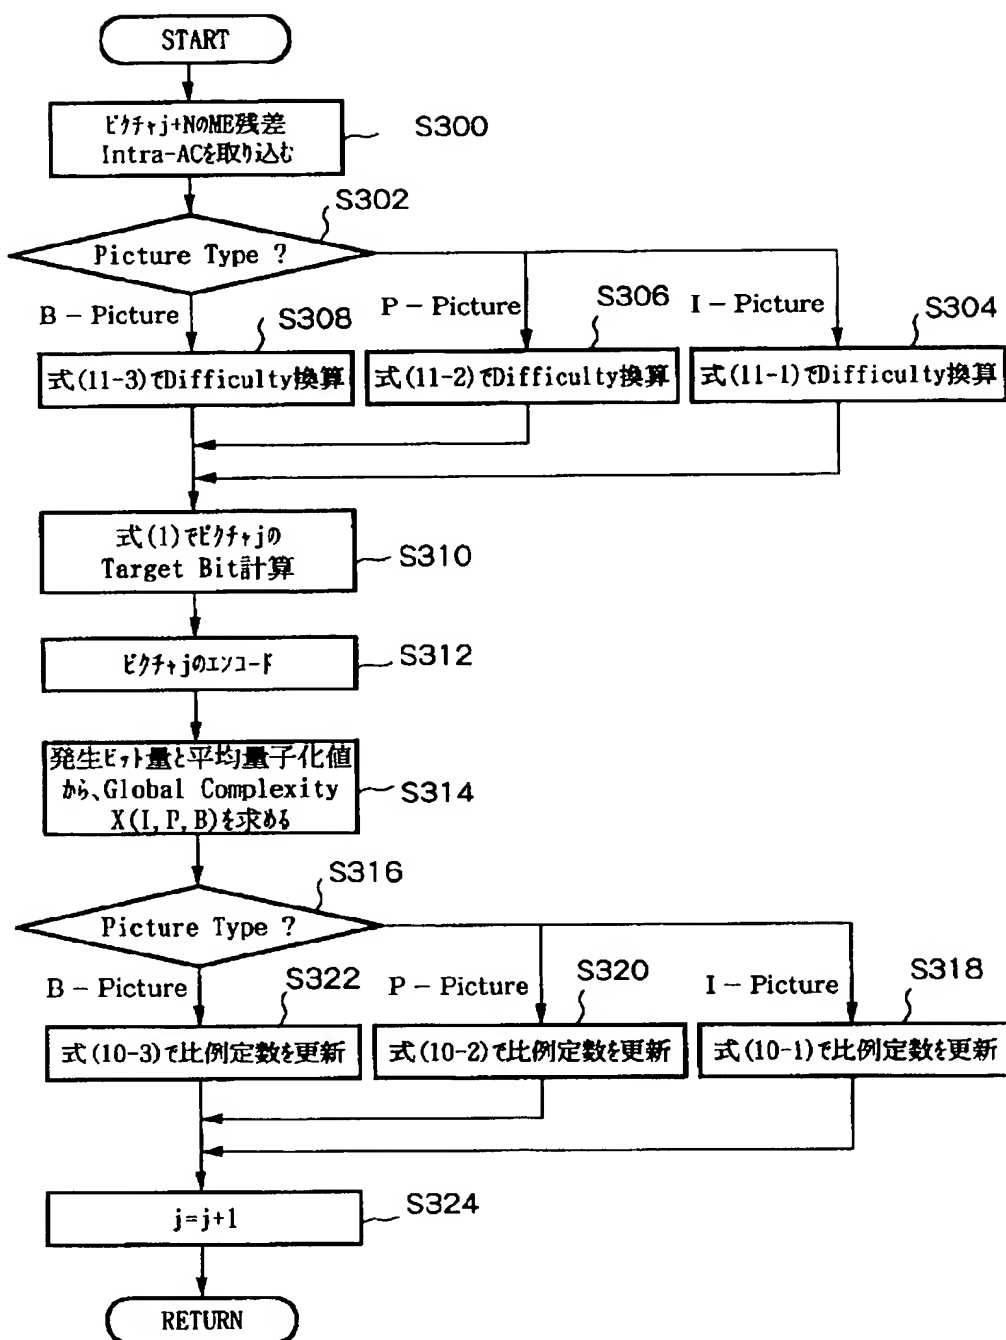 START
ピクチャj+NのME残差
Intra-ACを取り込む
S300
S302
Picture Type ?
B - Picture
S308
P - Picture
S306
I - Picture
S304
式(11-3)でDifficulty換算
式(11-2)でDifficulty換算
式(11-1)でDifficulty換算
式(1)でピクチャjの
Target Bit計算
S310
ピクチャjのエンコード
S312
発生ビット量と平均量子化値
から、Global Complexity
X(I,P,B)を求める
S314
S316
Picture Type ?
B - Picture
S322
P - Picture
S320
I - Picture
S318
式(10-3)で比例定数を更新
式(10-2)で比例定数を更新
式(10-1)で比例定数を更新
j=j+1
S324
RETURN